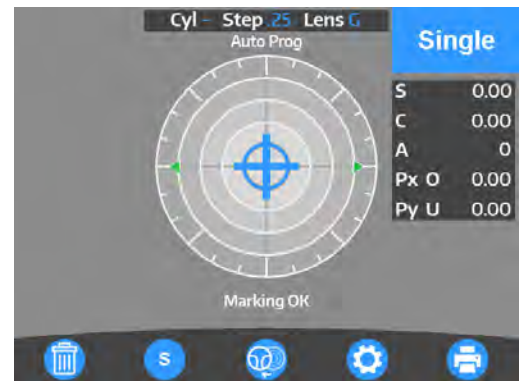 Cyl - Step .25 Lens G
Auto Prog
Single
S 0.00
C 0.00
A 0
Px O 0.00
Py U 0.00
Marking OK
S